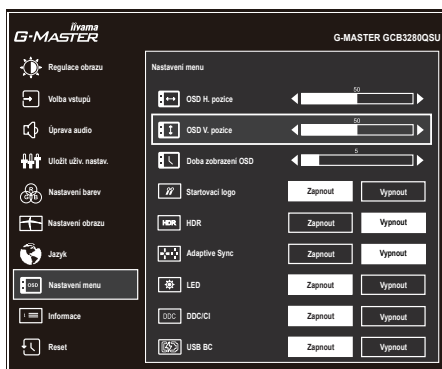 iiyama
G-MASTER
G-MASTER GCB3280QSU
Regulace obrazu
Volba vstupů
Úprava audio
Uložit uživ. nastav.
R
G B
Nastavení barev
Nastavení obrazu
Jazyk
OSD
Nastavení menu
i
Informace
Reset
Nastavení menu
OSD H. pozice
50
OSD V. pozice
50
Doba zobrazení OSD
5
Startovací logo
Zapnout
Vypnout
HDR
HDR
Zapnout
Vypnout
Adaptive Sync
Zapnout
Vypnout
LED
Zapnout
Vypnout
DDC
DDC/CI
Zapnout
Vypnout
USB BC
Zapnout
Vypnout